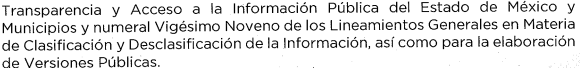 Transparencia y Acceso a la Información Pública del Estado de México y
Municipios y numeral Vigésimo Noveno de los Lineamientos Generales en Materia
de Clasificación y Desclasificación de la Información, así como para la elaboración
de Versiones Públicas.